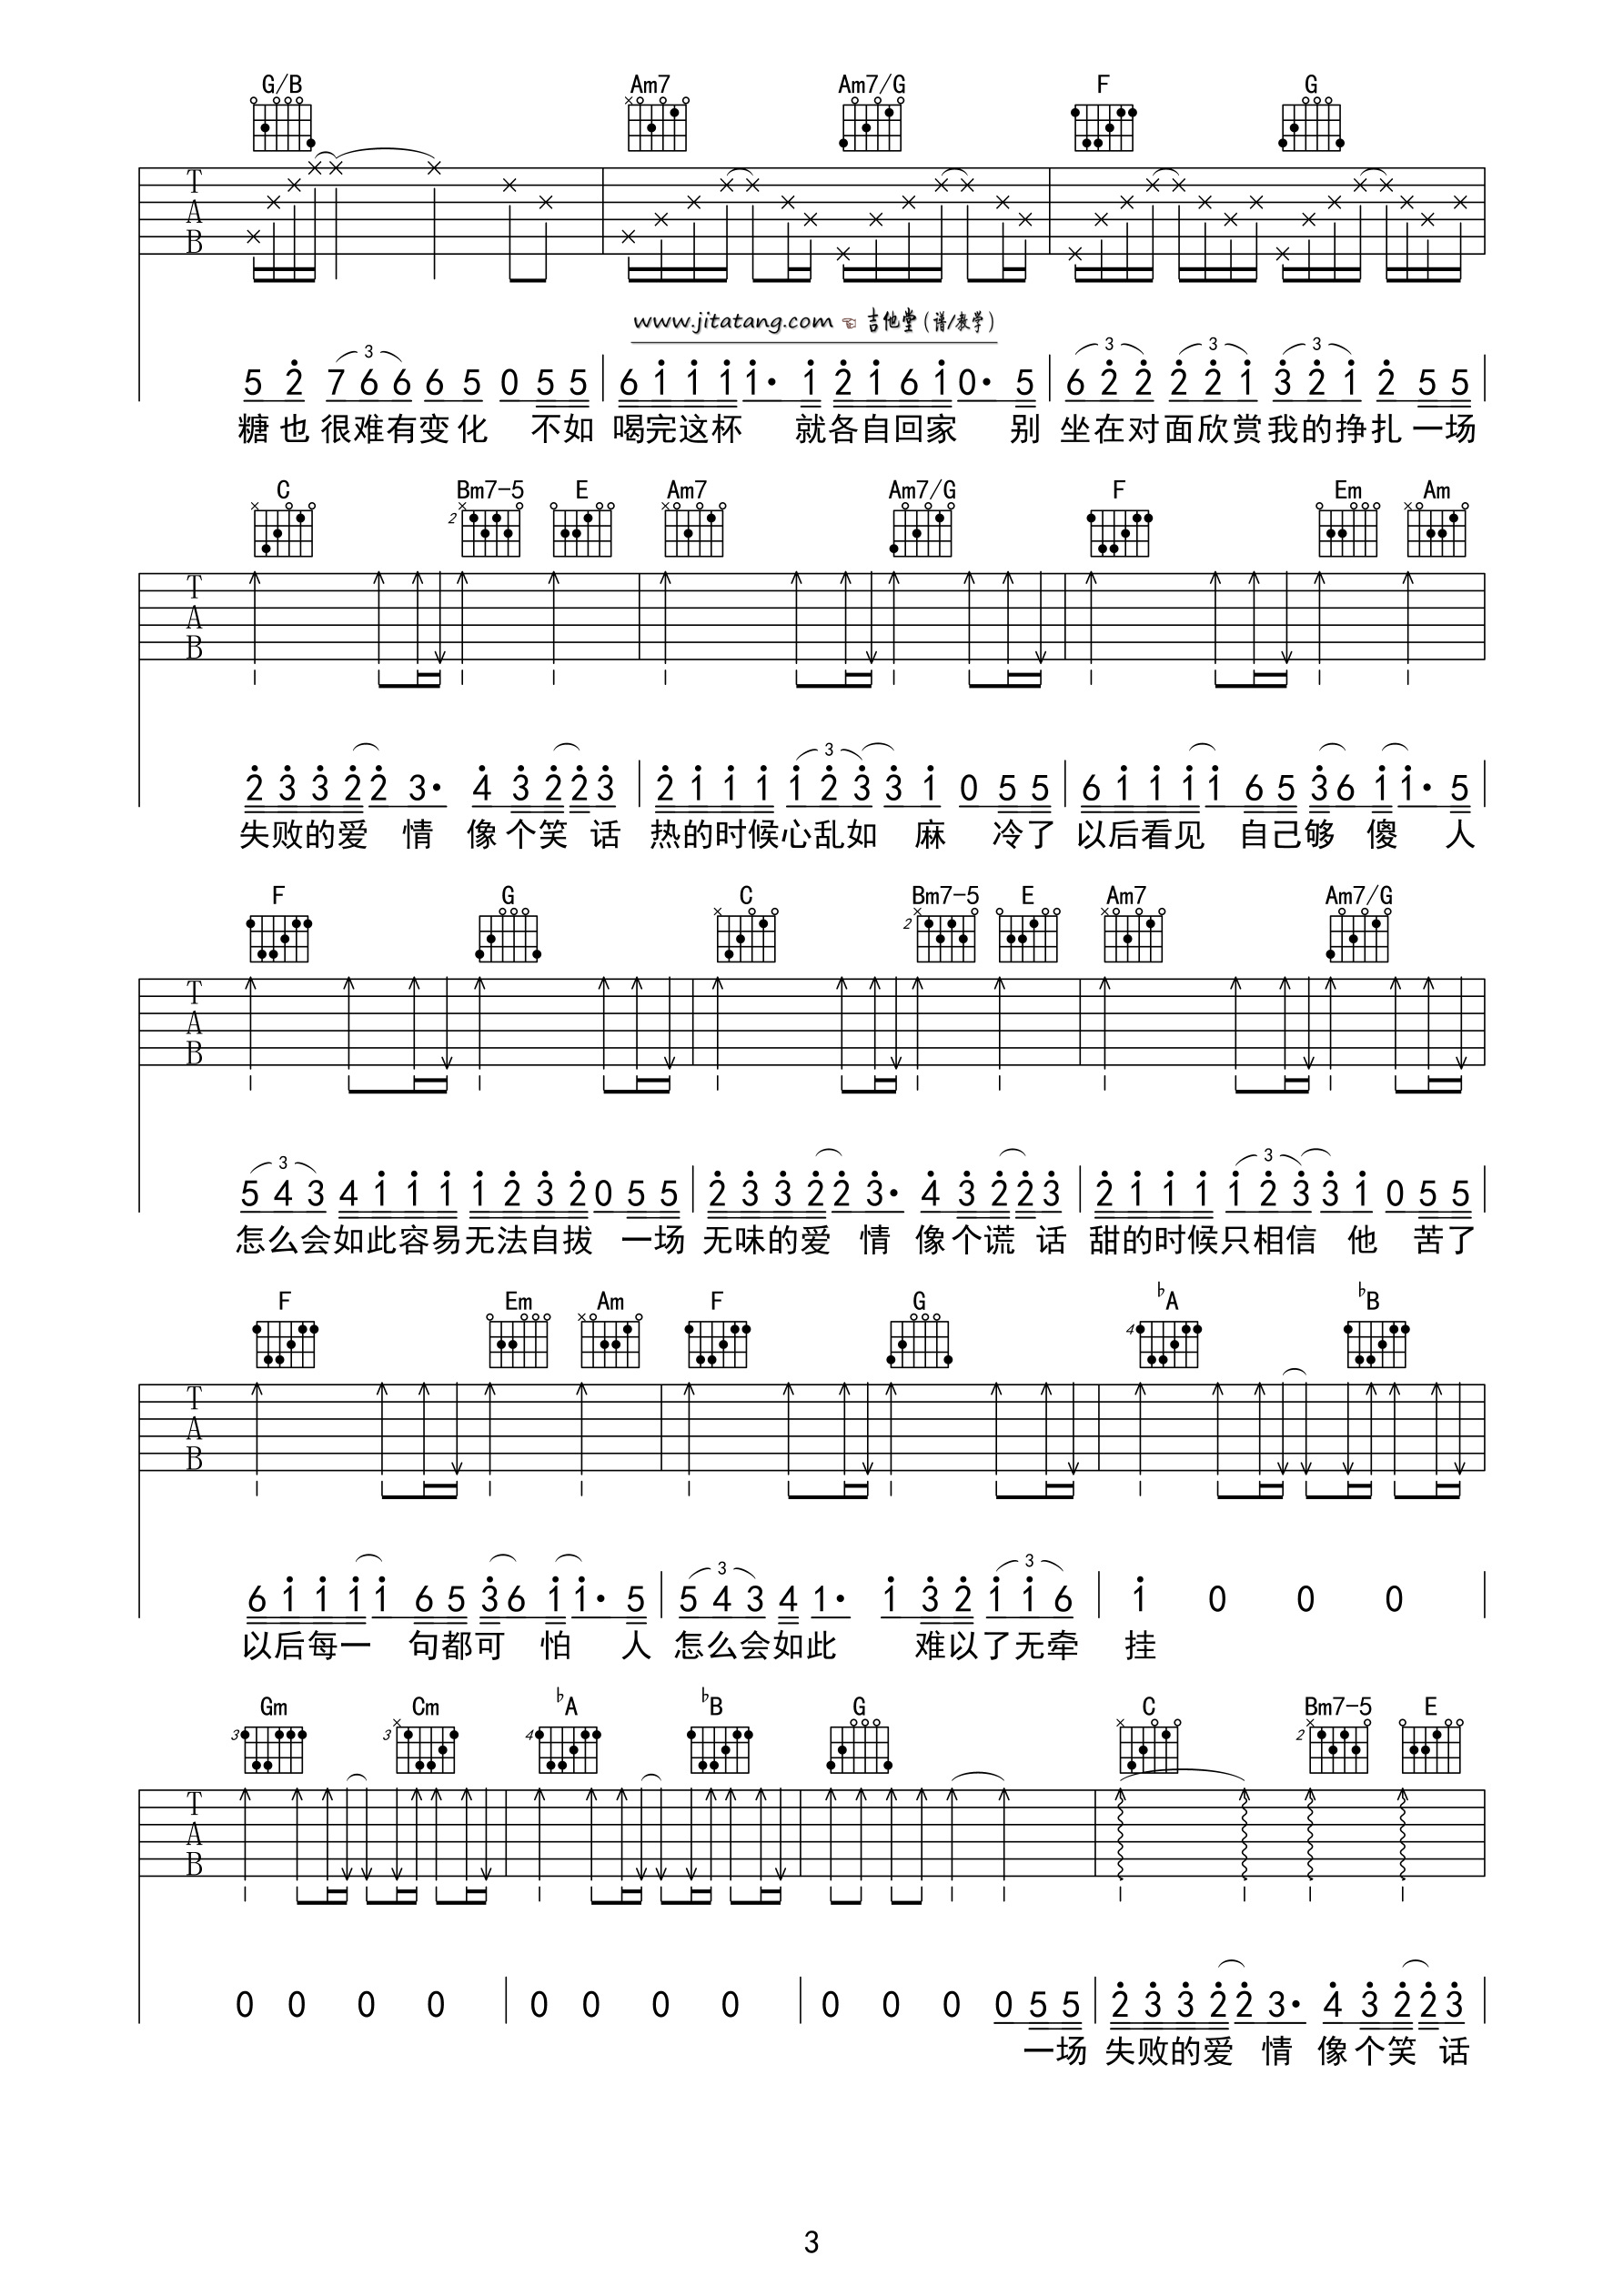 G/B Am7 Am7/G F G
T
A
B
www.jitatang.com ☜ 吉他堂(谱/教学)
3 3 3 3
5 2̇ 7 6 6 6 5 0 5 5 | 6 1̇ 1̇ 1̇ 1̇· 1̇ 2̇ 1̇ 6 1̇ 0· 5 | 6 2̇ 2̇ 2̇ 2̇ 1̇ 3̇ 2̇ 1̇ 2̇ 5 5
糖也很难有变化 不如 喝完这杯 就各自回家 别 坐在对面欣赏我的挣扎 一场
C Bm7-5 E Am7 Am7/G F Em Am
2
T
A
B
3
2̇ 3̇ 3̇ 2̇ 2̇ 3· 4̇ 3̇ 2̇ 2̇ 3̇ | 2̇ 1̇ 1̇ 1̇ 1̇ 2̇ 3̇ 3̇ 1̇ 0 5 5 | 6 1̇ 1̇ 1̇ 1̇ 6 5 3̇ 6 1̇ 1̇· 5
失败的爱 情 像个笑 话 热的时候心乱如 麻 冷了 以后看见 自己够 傻 人
F G C Bm7-5 E Am7 Am7/G
2
T
A
B
3 3
5 4 3 4 1̇ 1̇ 1̇ 1̇ 2̇ 3̇ 2̇ 0 5 5 | 2̇ 3̇ 3̇ 2̇ 2̇ 3̇· 4̇ 3̇ 2̇ 2̇ 3̇ | 2̇ 1̇ 1̇ 1̇ 1̇ 2̇ 3̇ 3̇ 1̇ 0 5 5
怎么会如此容易无法自拔 一场 无味的爱 情 像个谎 话 甜的时候只相信 他 苦了
F Em Am F G ♭A ♭B
4
T
A
B
3 3
6 1̇ 1̇ 1̇ 1̇ 6 5 3̇ 6 1̇ 1̇· 5 | 5 4 3 4 1· 1̇ 3̇ 2̇ 1̇ 1̇ 6 | 1̇ 0 0 0
以后每一 句都可 怕 人 怎么会如此 难以了无牵 挂
Gm Cm ♭A ♭B G C Bm7-5 E
3 3 4 2
T
A
B
0 0 0 0 | 0 0 0 0 | 0 0 0 0 5 5 | 2̇ 3̇ 3̇ 2̇ 2̇ 3· 4̇ 3̇ 2̇ 2̇ 3̇
一场 失败的爱 情 像个笑 话
3